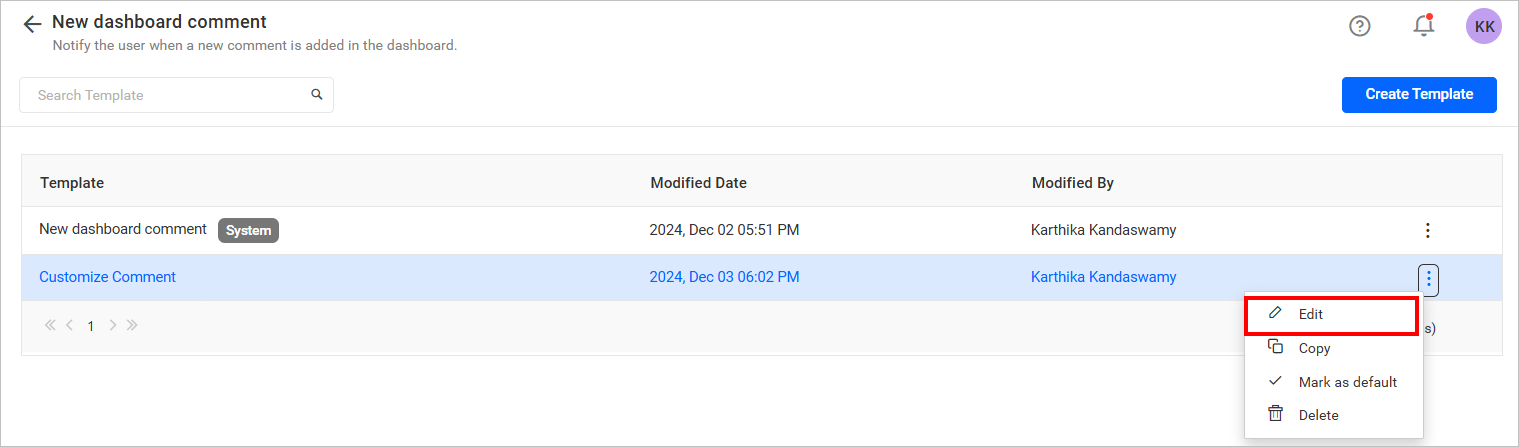 New dashboard comment
Notify the user when a new comment is added in the dashboard.
KK
Search Template
Create Template
Template Modified Date Modified By
New dashboard comment System 2024, Dec 02 05:51 PM Karthika Kandaswamy
Customize Comment 2024, Dec 03 06:02 PM Karthika Kandaswamy
1
s)
Edit
Copy
Mark as default
Delete